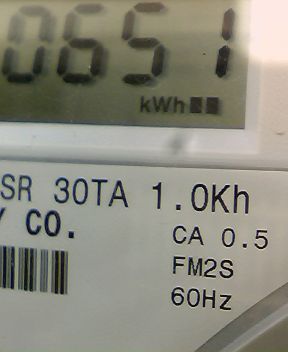 0651
kWh
SR 30TA 1.0Kh
Y CO.
CA 0.5
FM2S
60Hz